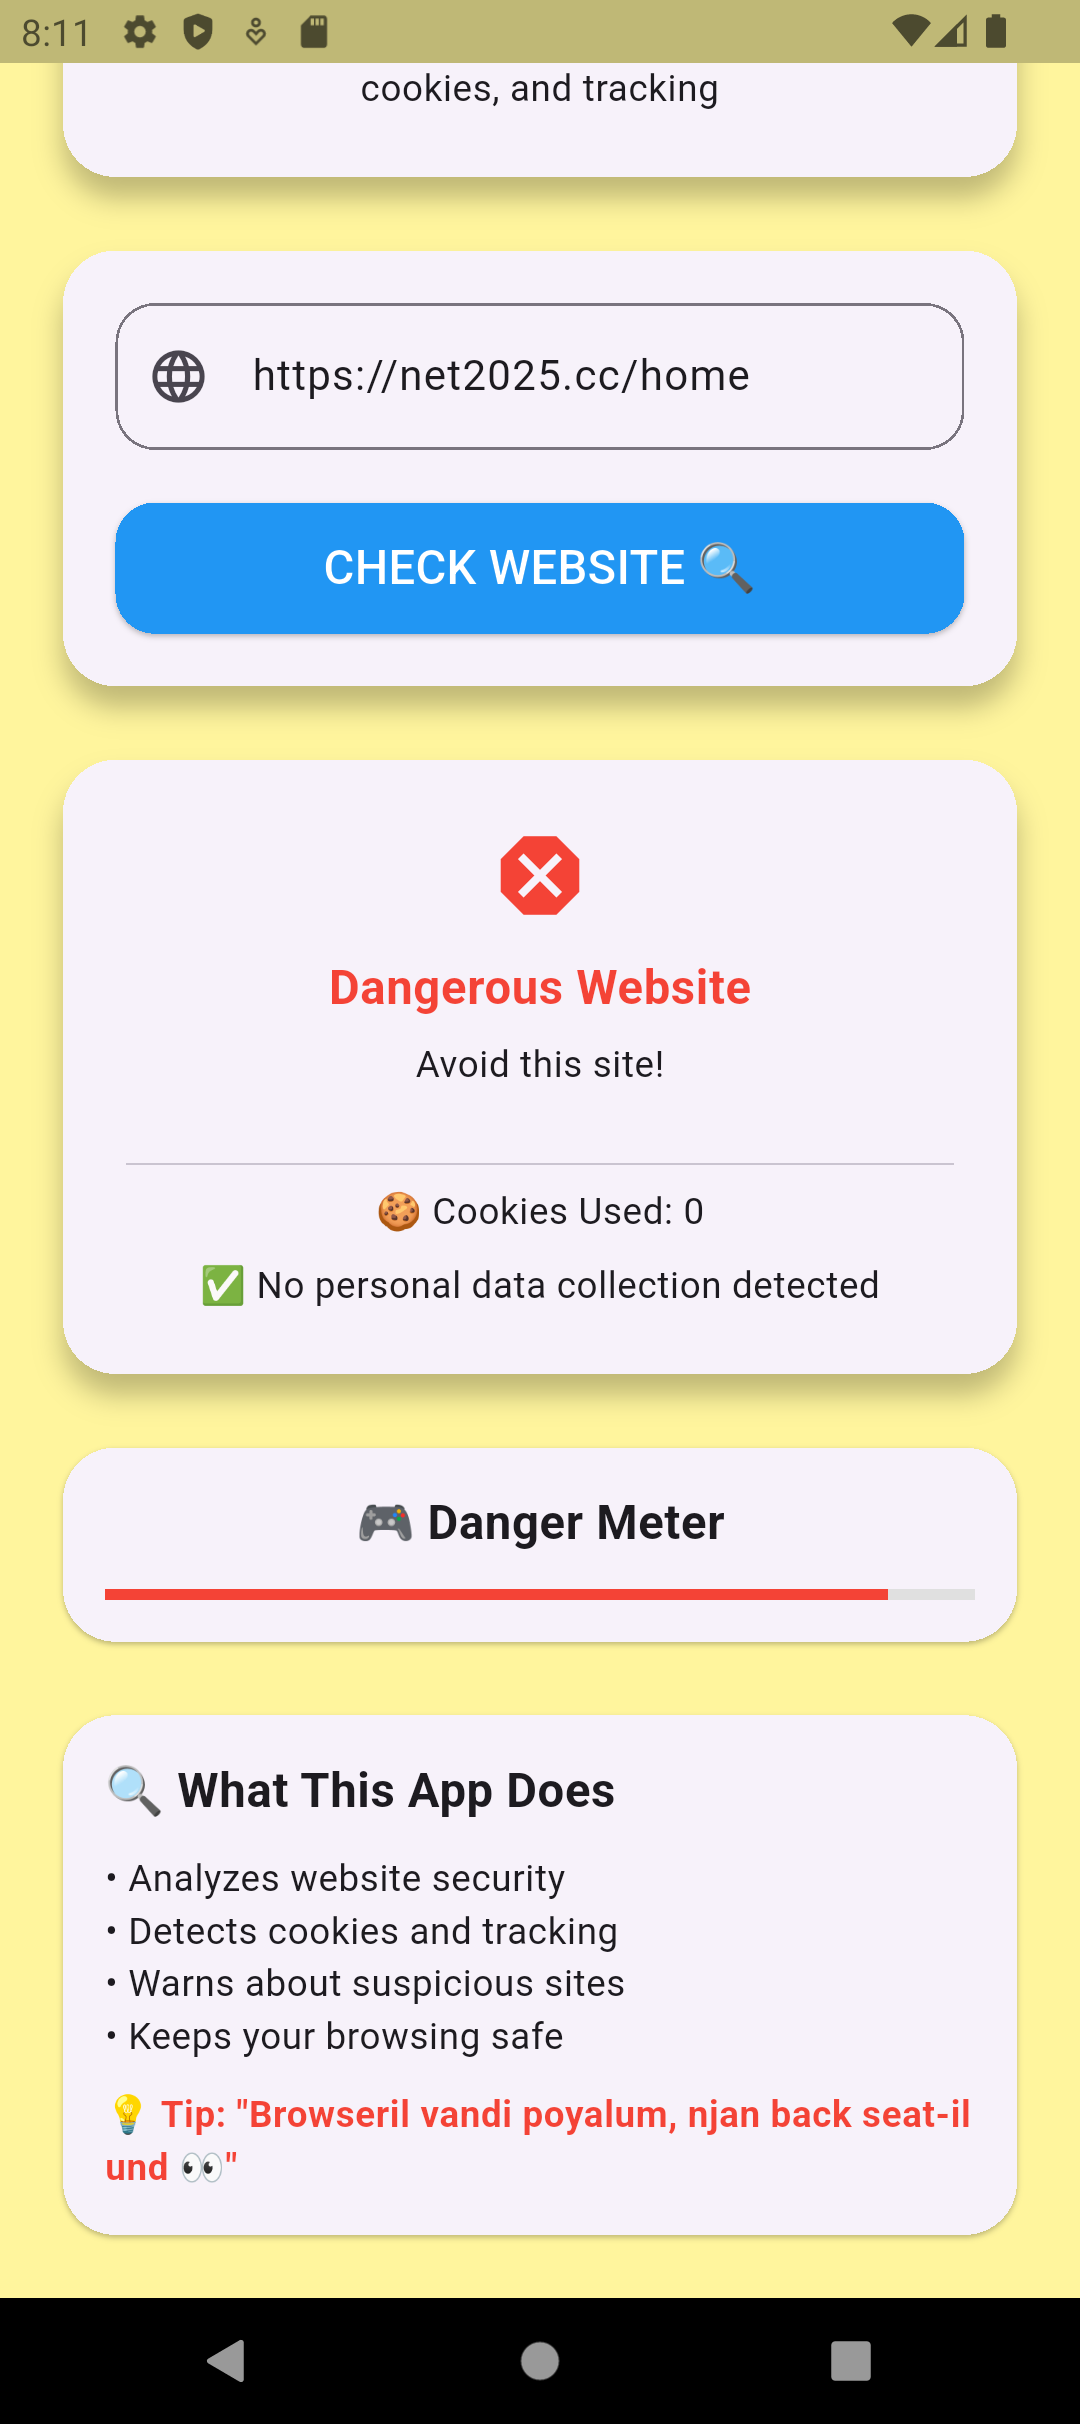 8:11
cookies, and tracking
https://net2025.cc/home
CHECK WEBSITE 🔍
Dangerous Website
Avoid this site!
🍪 Cookies Used: 0
✅ No personal data collection detected
🎮 Danger Meter
🔍 What This App Does
• Analyzes website security
• Detects cookies and tracking
• Warns about suspicious sites
• Keeps your browsing safe
💡 Tip: "Browseril vandi poyalum, njan back seat-il
und 👀"